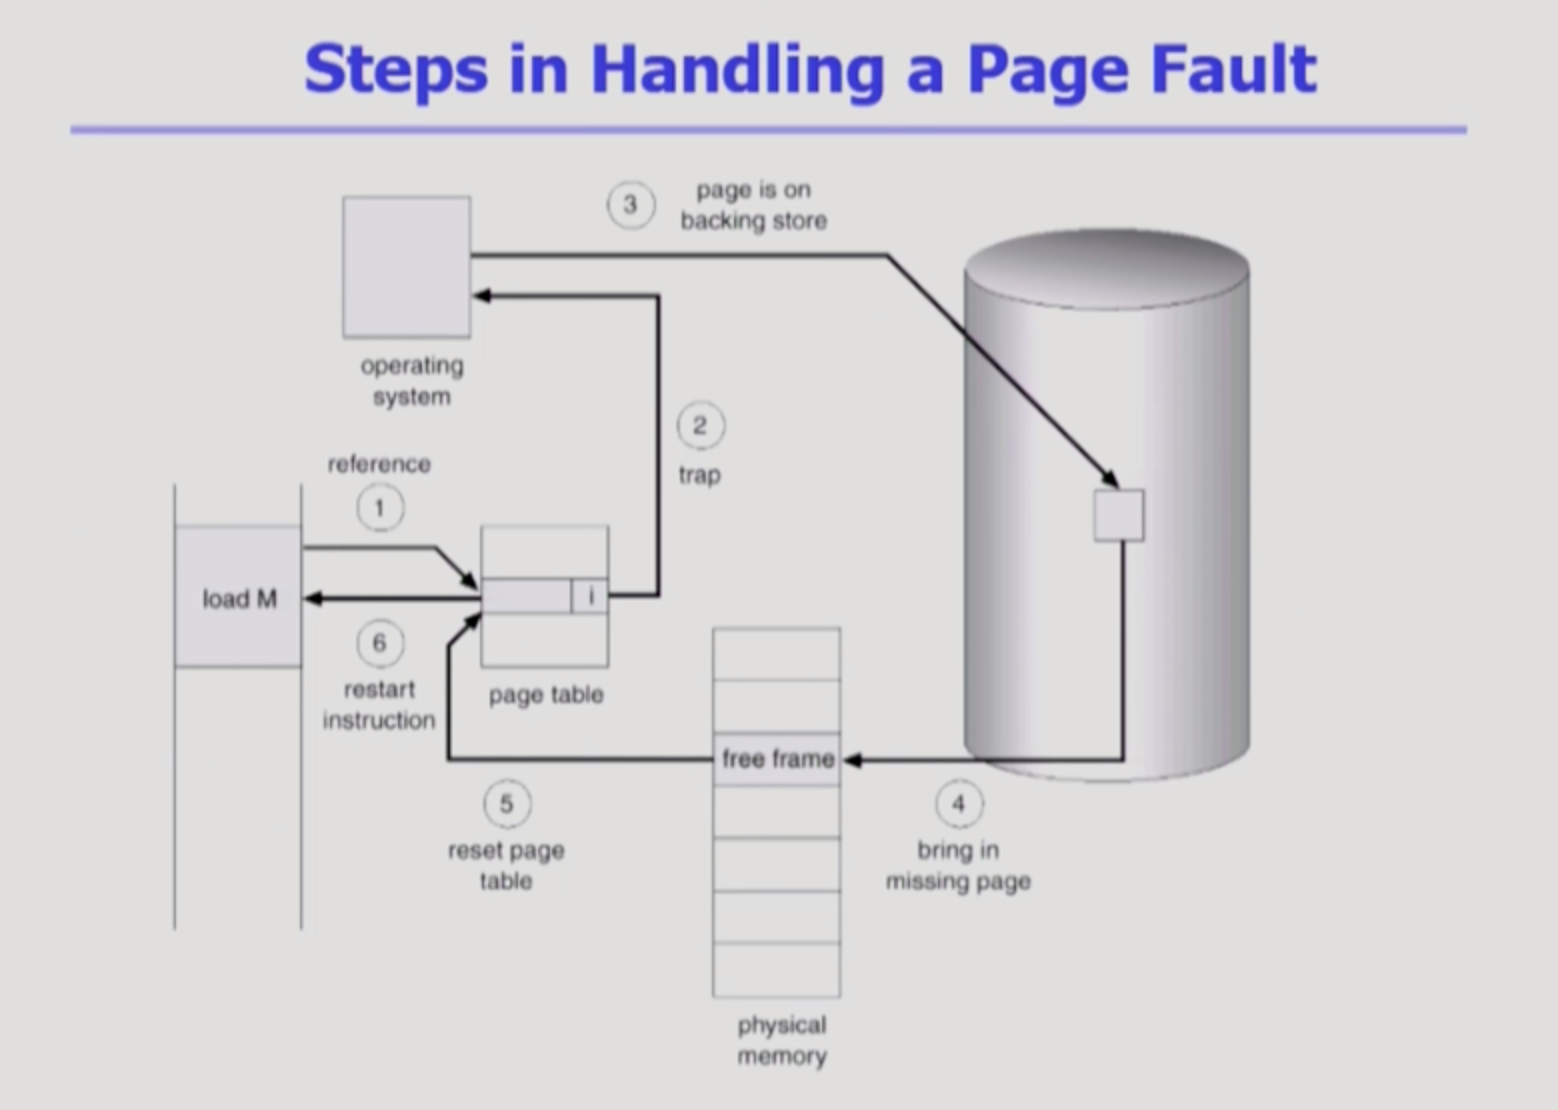 Steps in Handling a Page Fault
3
page is on
backing store
operating
system
2
trap
reference
1
load M
i
6
restart
instruction
page table
free frame
5
reset page
table
4
bring in
missing page
physical
memory